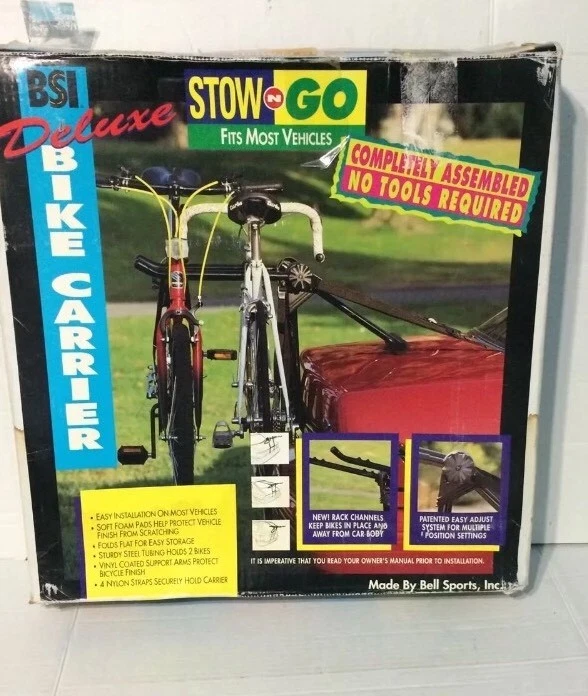 BSI
Deluxe
BIKE CARRIER
STOW N GO
FITS MOST VEHICLES
COMPLETELY ASSEMBLED
NO TOOLS REQUIRED
• EASY INSTALLATION ON MOST VEHICLES
• SOFT FOAM PADS HELP PROTECT VEHICLE
FINISH FROM SCRATCHING
• FOLDS FLAT FOR EASY STORAGE
• STURDY STEEL TUBING HOLDS 2 BIKES
• VINYL COATED SUPPORT ARMS PROTECT
BICYCLE FINISH
• 4 NYLON STRAPS SECURELY HOLD CARRIER
NEW! RACK CHANNELS
KEEP BIKES IN PLACE AND
AWAY FROM CAR BODY
PATENTED EASY ADJUST
SYSTEM FOR MULTIPLE
POSITION SETTINGS
IT IS IMPERATIVE THAT YOU READ YOUR OWNER'S MANUAL PRIOR TO INSTALLATION.
Made By Bell Sports, Inc.